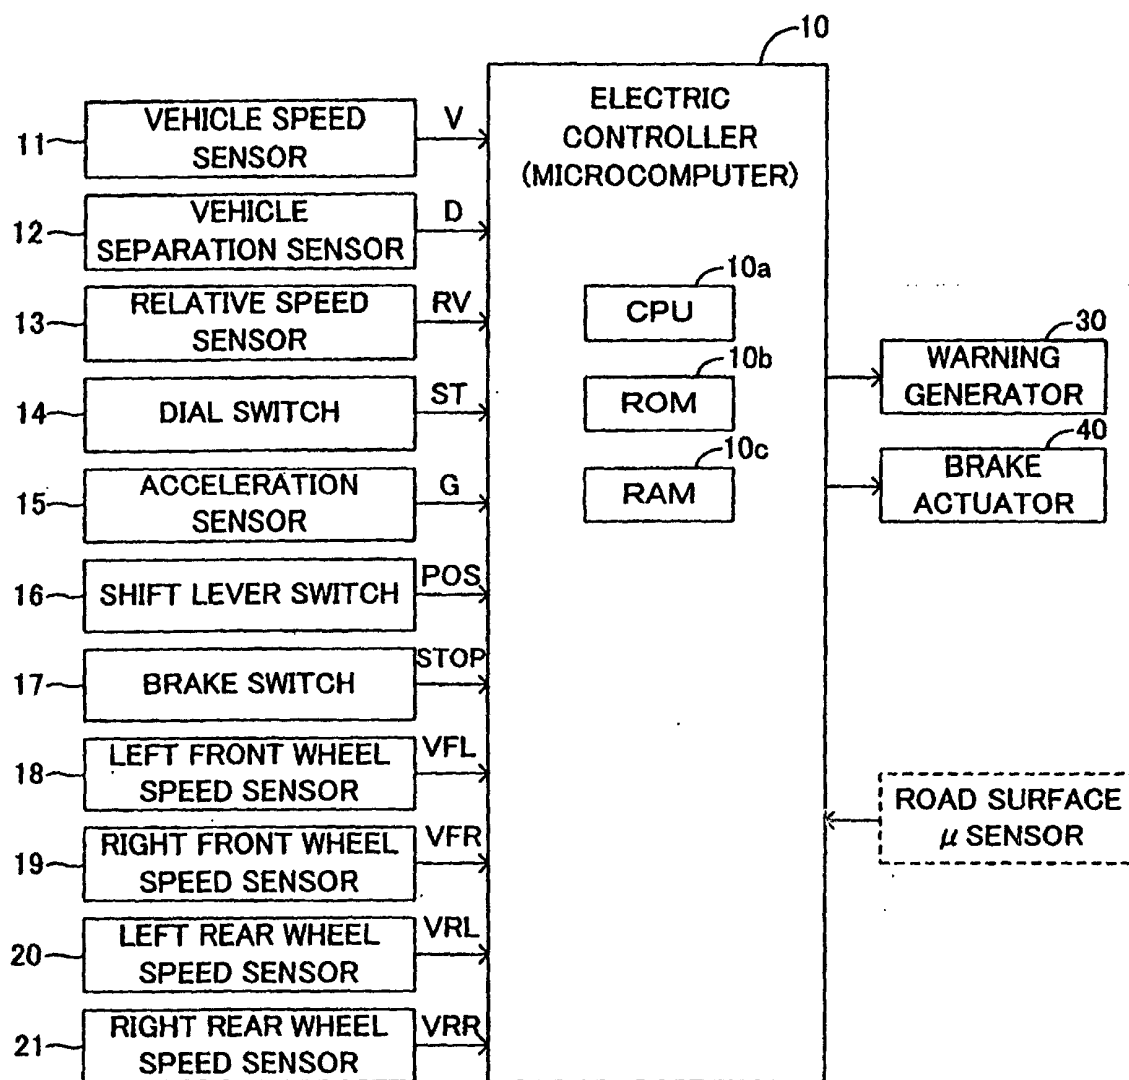 10
ELECTRIC
CONTROLLER
(MICROCOMPUTER)
11
VEHICLE SPEED
SENSOR
V
12
VEHICLE
SEPARATION SENSOR
D
13
RELATIVE SPEED
SENSOR
RV
14
DIAL SWITCH
ST
15
ACCELERATION
SENSOR
G
16
SHIFT LEVER SWITCH
POS
17
BRAKE SWITCH
STOP
18
LEFT FRONT WHEEL
SPEED SENSOR
VFL
19
RIGHT FRONT WHEEL
SPEED SENSOR
VFR
20
LEFT REAR WHEEL
SPEED SENSOR
VRL
21
RIGHT REAR WHEEL
SPEED SENSOR
VRR
10a
CPU
10b
ROM
10c
RAM
30
WARNING
GENERATOR
40
BRAKE
ACTUATOR
ROAD SURFACE
μ SENSOR